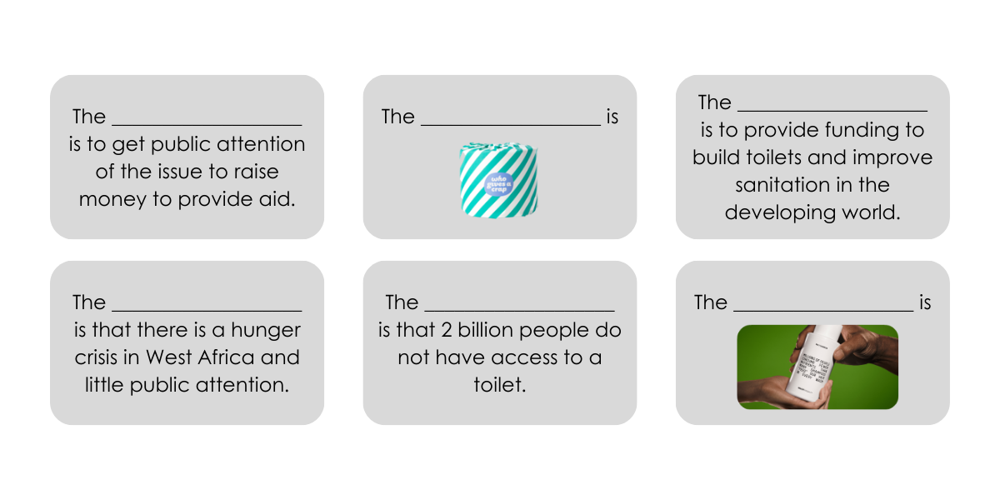 The ___________________
is to get public attention
of the issue to raise
money to provide aid.
The __________________ is
who
gives a
crap
The ___________________
is to provide funding to
build toilets and improve
sanitation in the
developing world.
The ___________________
is that there is a hunger
crisis in West Africa and
little public attention.
The ___________________
is that 2 billion people do
not have access to a
toilet.
The __________________ is